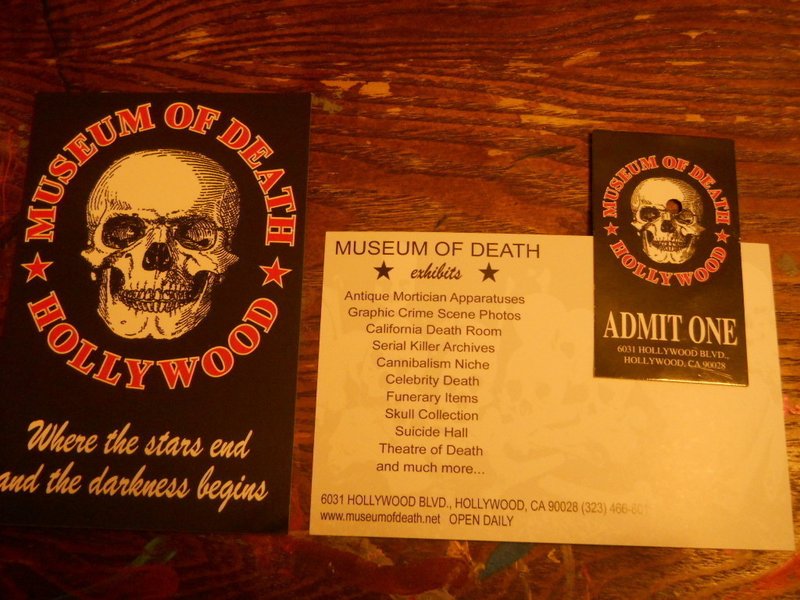 MUSEUM OF DEATH
HOLLYWOOD
Where the stars end
and the darkness begins
MUSEUM OF DEATH
exhibits
Antique Mortician Apparatuses
Graphic Crime Scene Photos
California Death Room
Serial Killer Archives
Cannibalism Niche
Celebrity Death
Funerary Items
Skull Collection
Suicide Hall
Theatre of Death
and much more...
6031 HOLLYWOOD BLVD., HOLLYWOOD, CA 90028 (323)
www.museumofdeath.net OPEN DAILY
MUSEUM OF DEATH
HOLLYWOOD
ADMIT ONE
6031 HOLLYWOOD BLVD.,
HOLLYWOOD, CA 90028